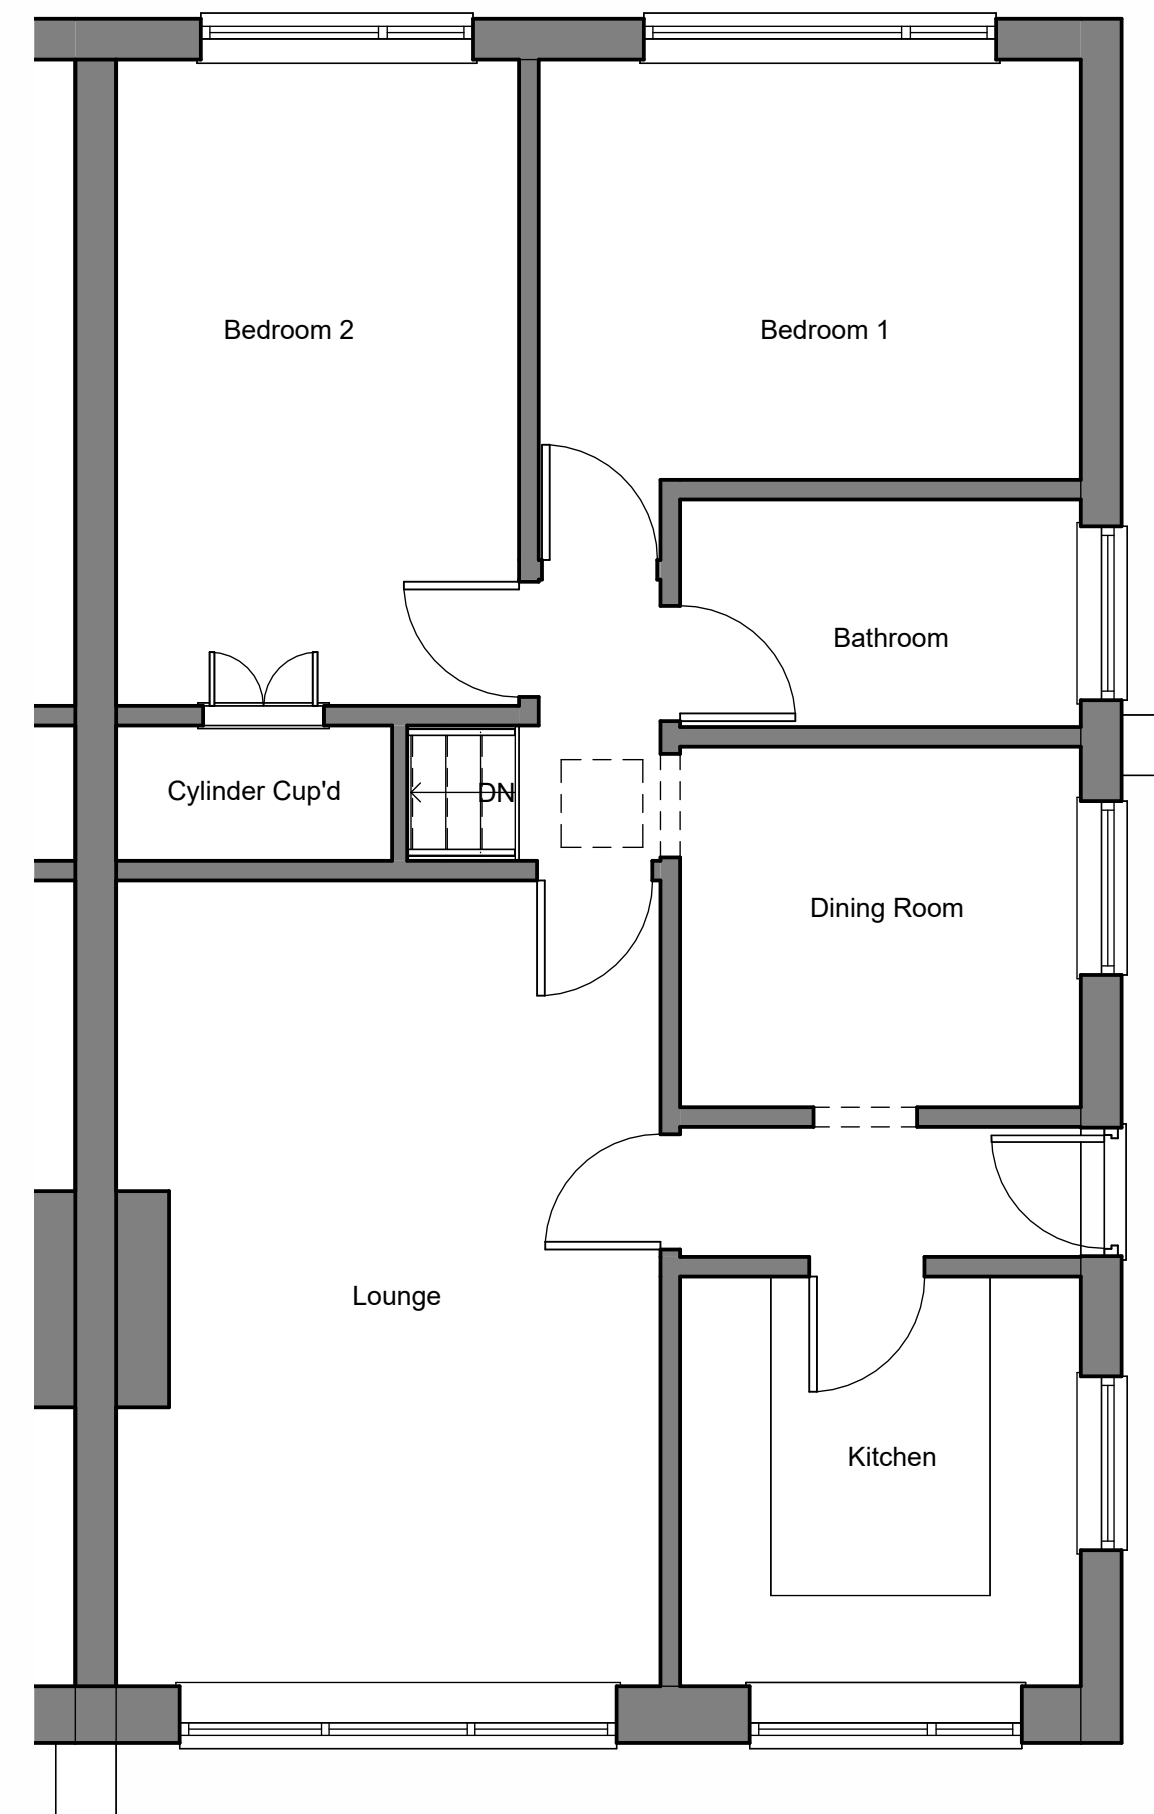 Bedroom 2
Bedroom 1
Bathroom
Cylinder Cup'd
DN
Dining Room
Lounge
Kitchen